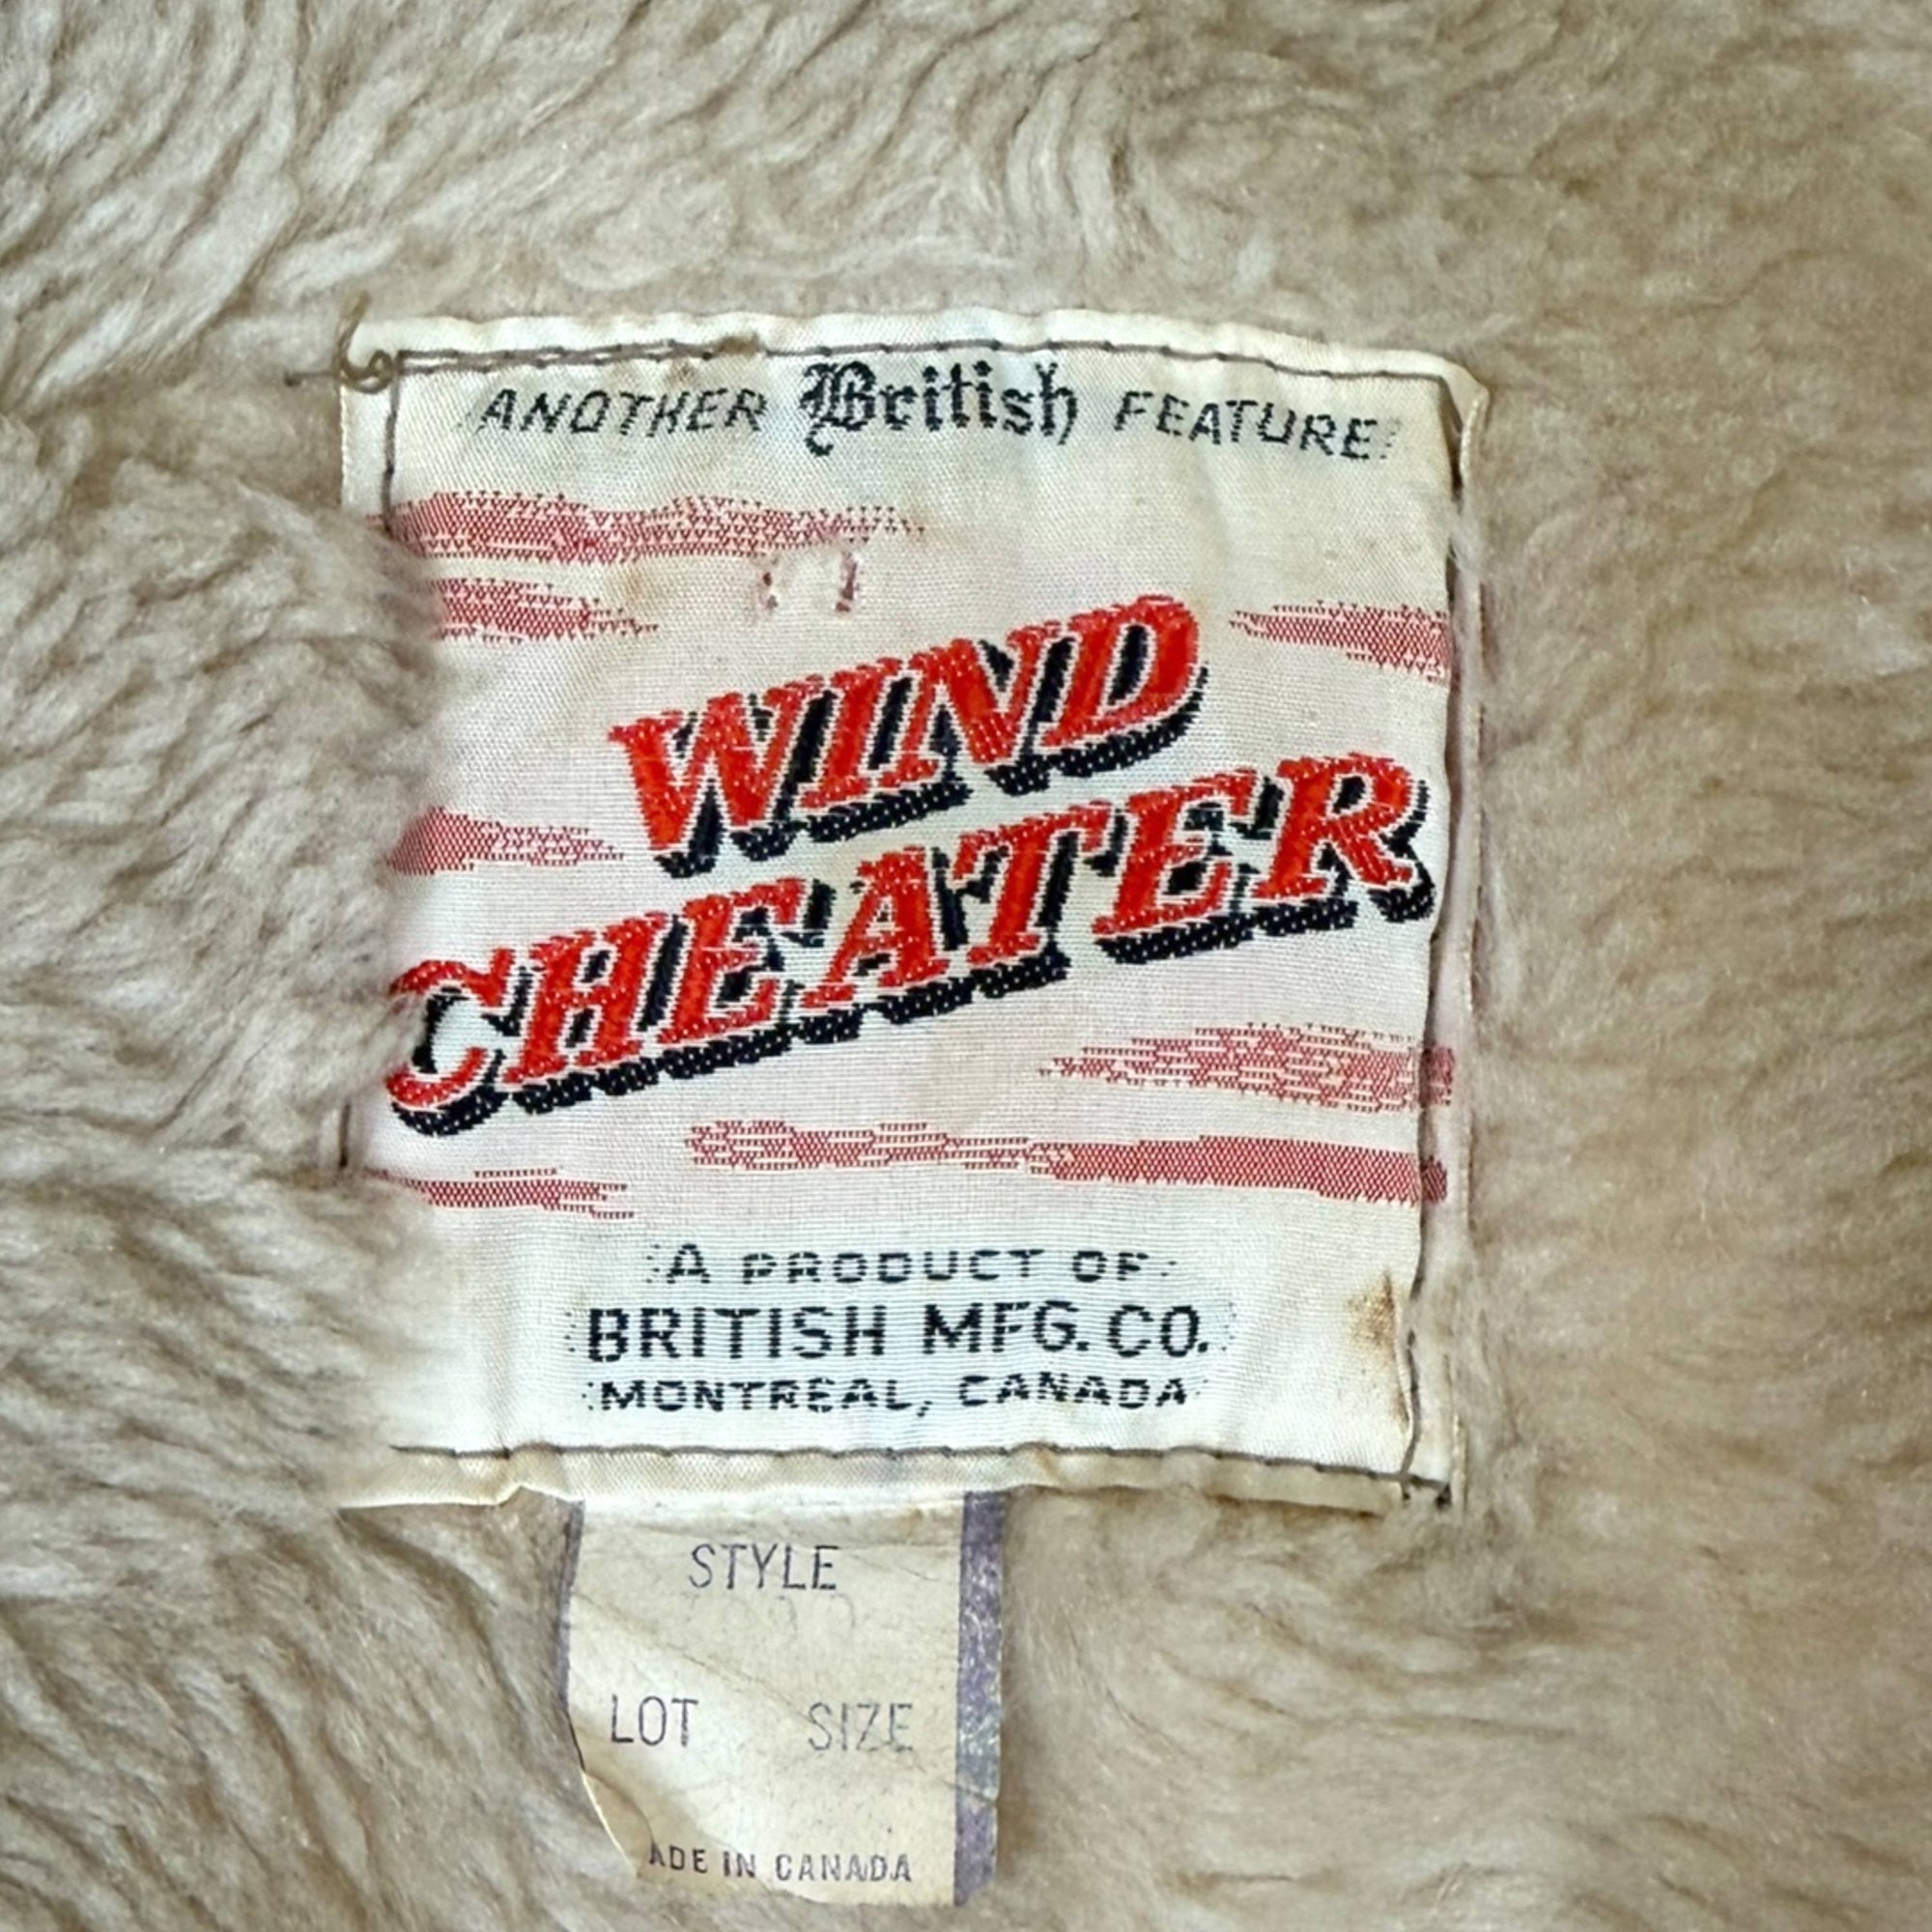 ANOTHER British FEATURE
WIND
CHEATER
A PRODUCT OF
BRITISH MFG. CO.
MONTREAL, CANADA
STYLE
LOT SIZE
ADE IN CANADA